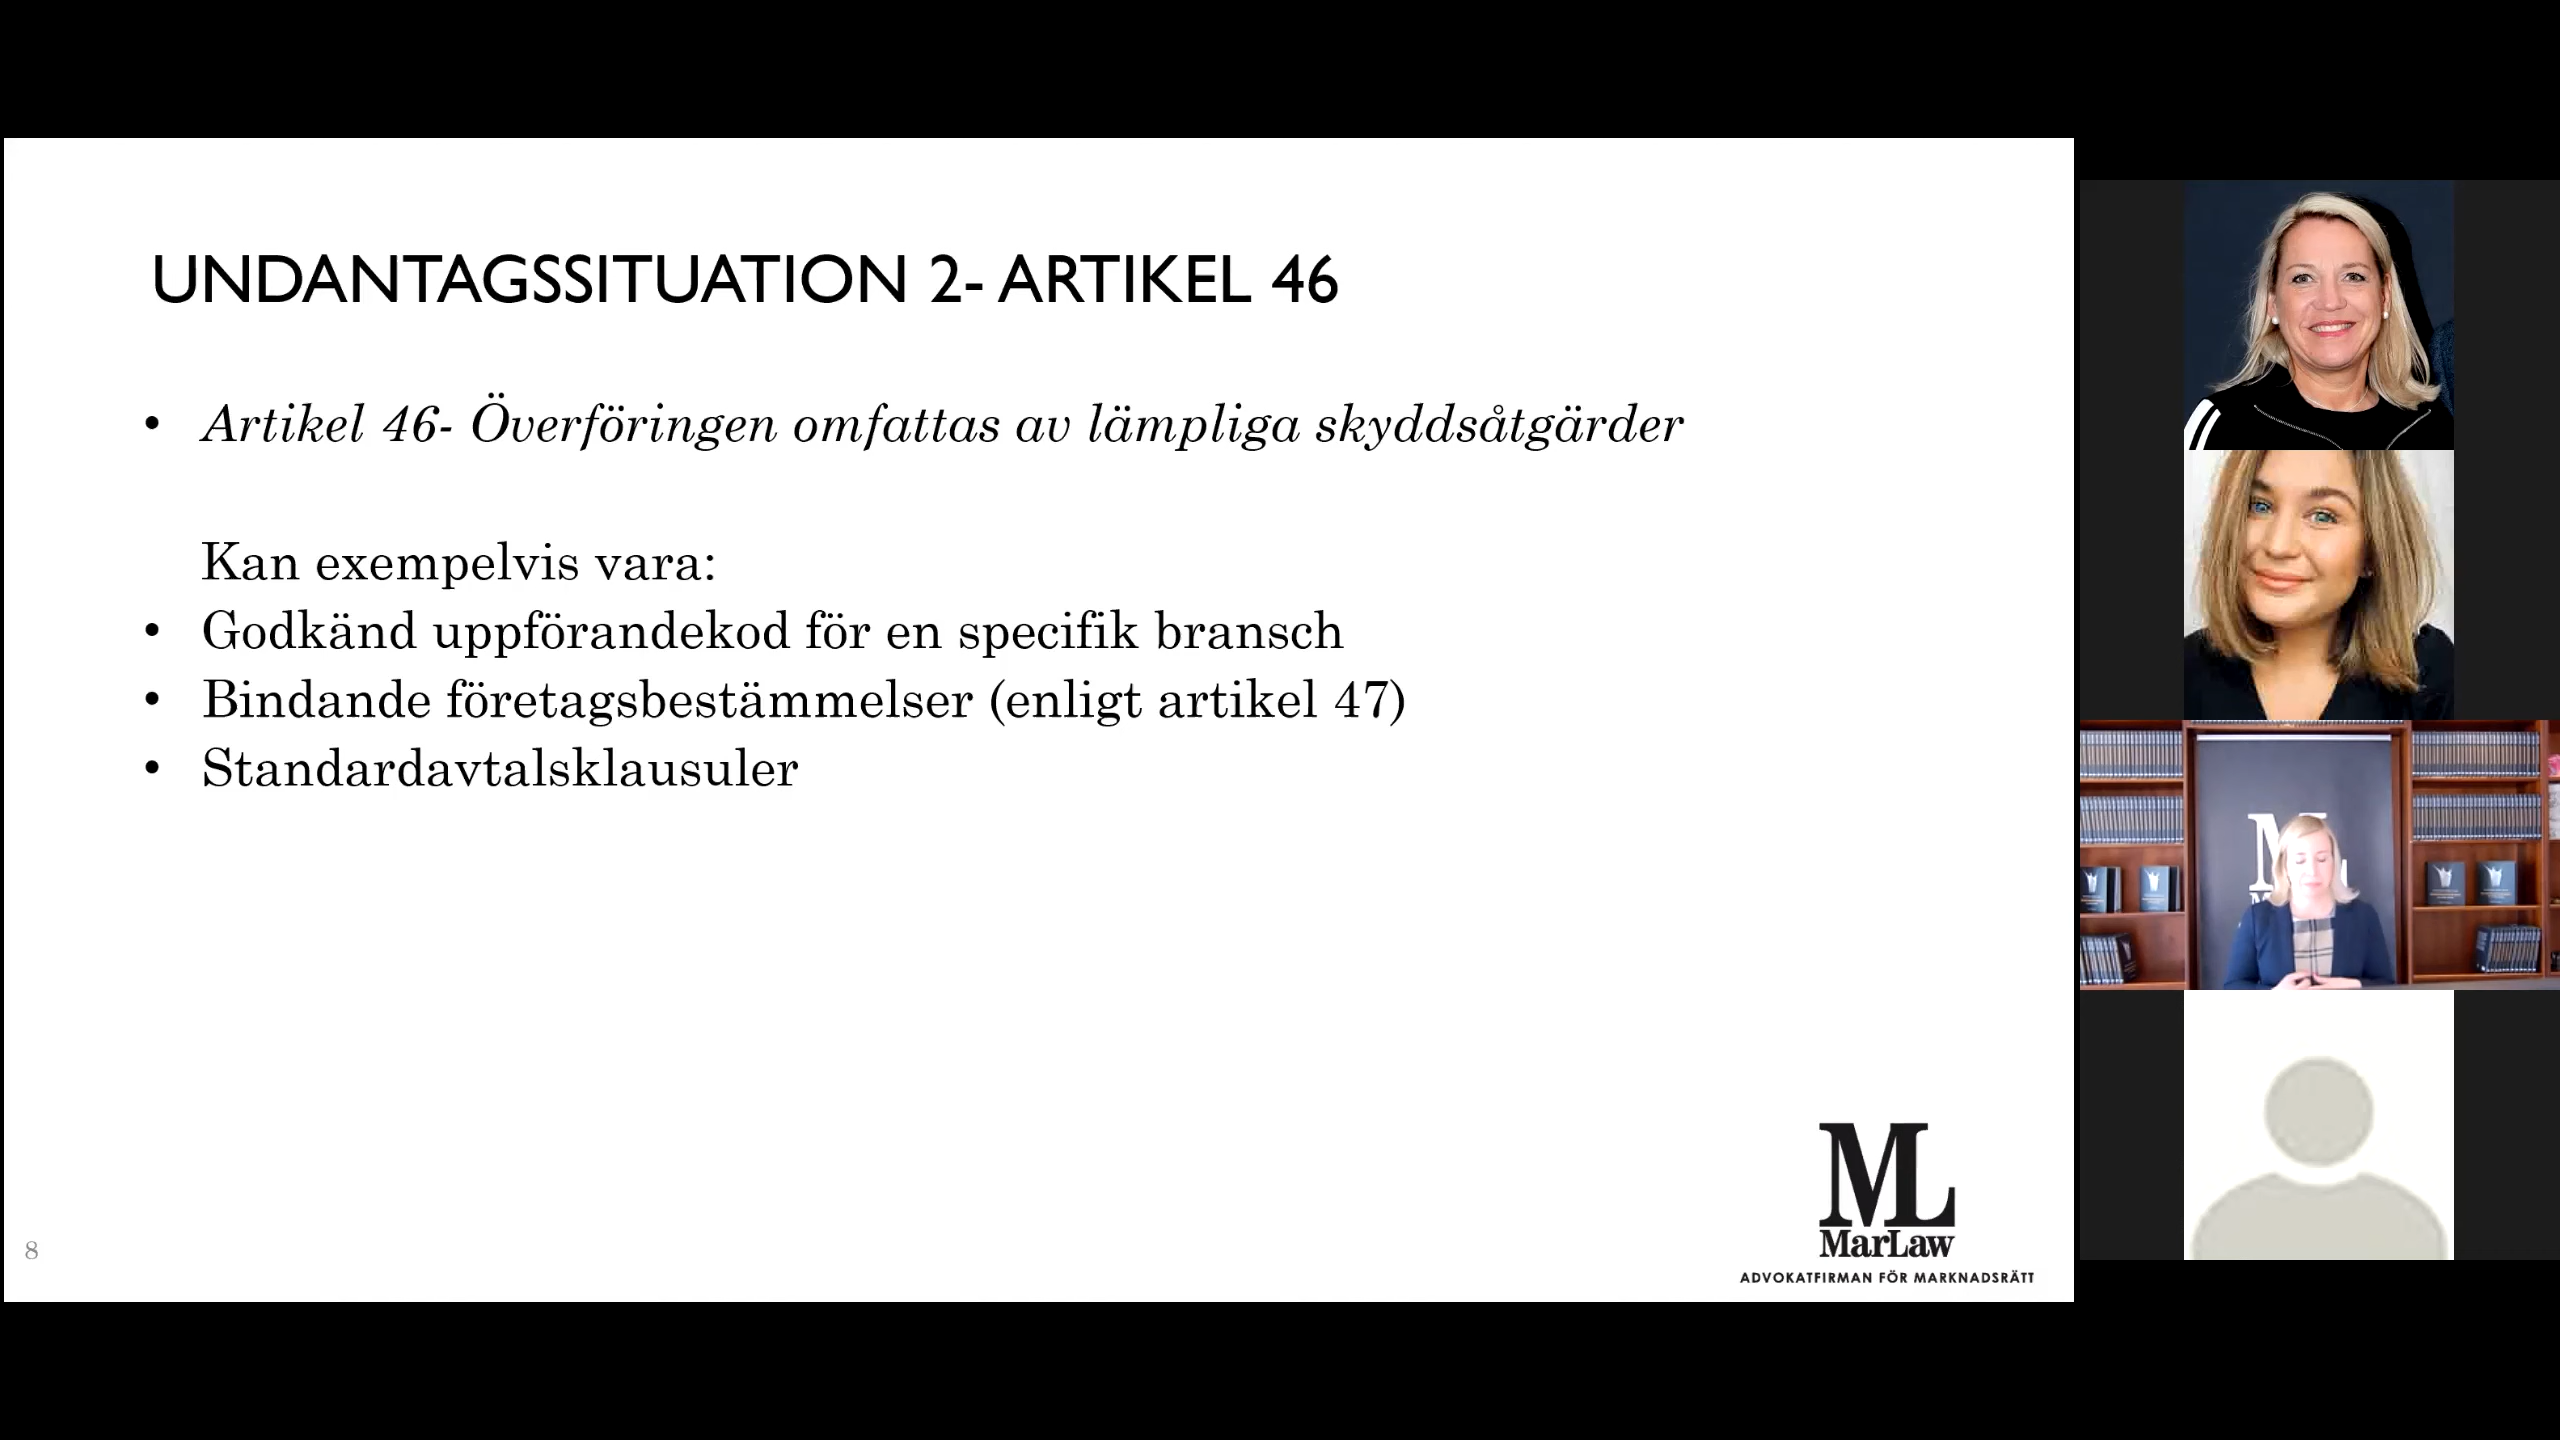 UNDANTAGSSITUATION 2- ARTIKEL 46
• Artikel 46- Överföringen omfattas av lämpliga skyddsåtgärder
Kan exempelvis vara:
• Godkänd uppförandekod för en specifik bransch
• Bindande företagsbestämmelser (enligt artikel 47)
• Standardavtalsklausuler
8
ML
MarLaw
ADVOKATFIRMAN FÖR MARKNADSRÄTT